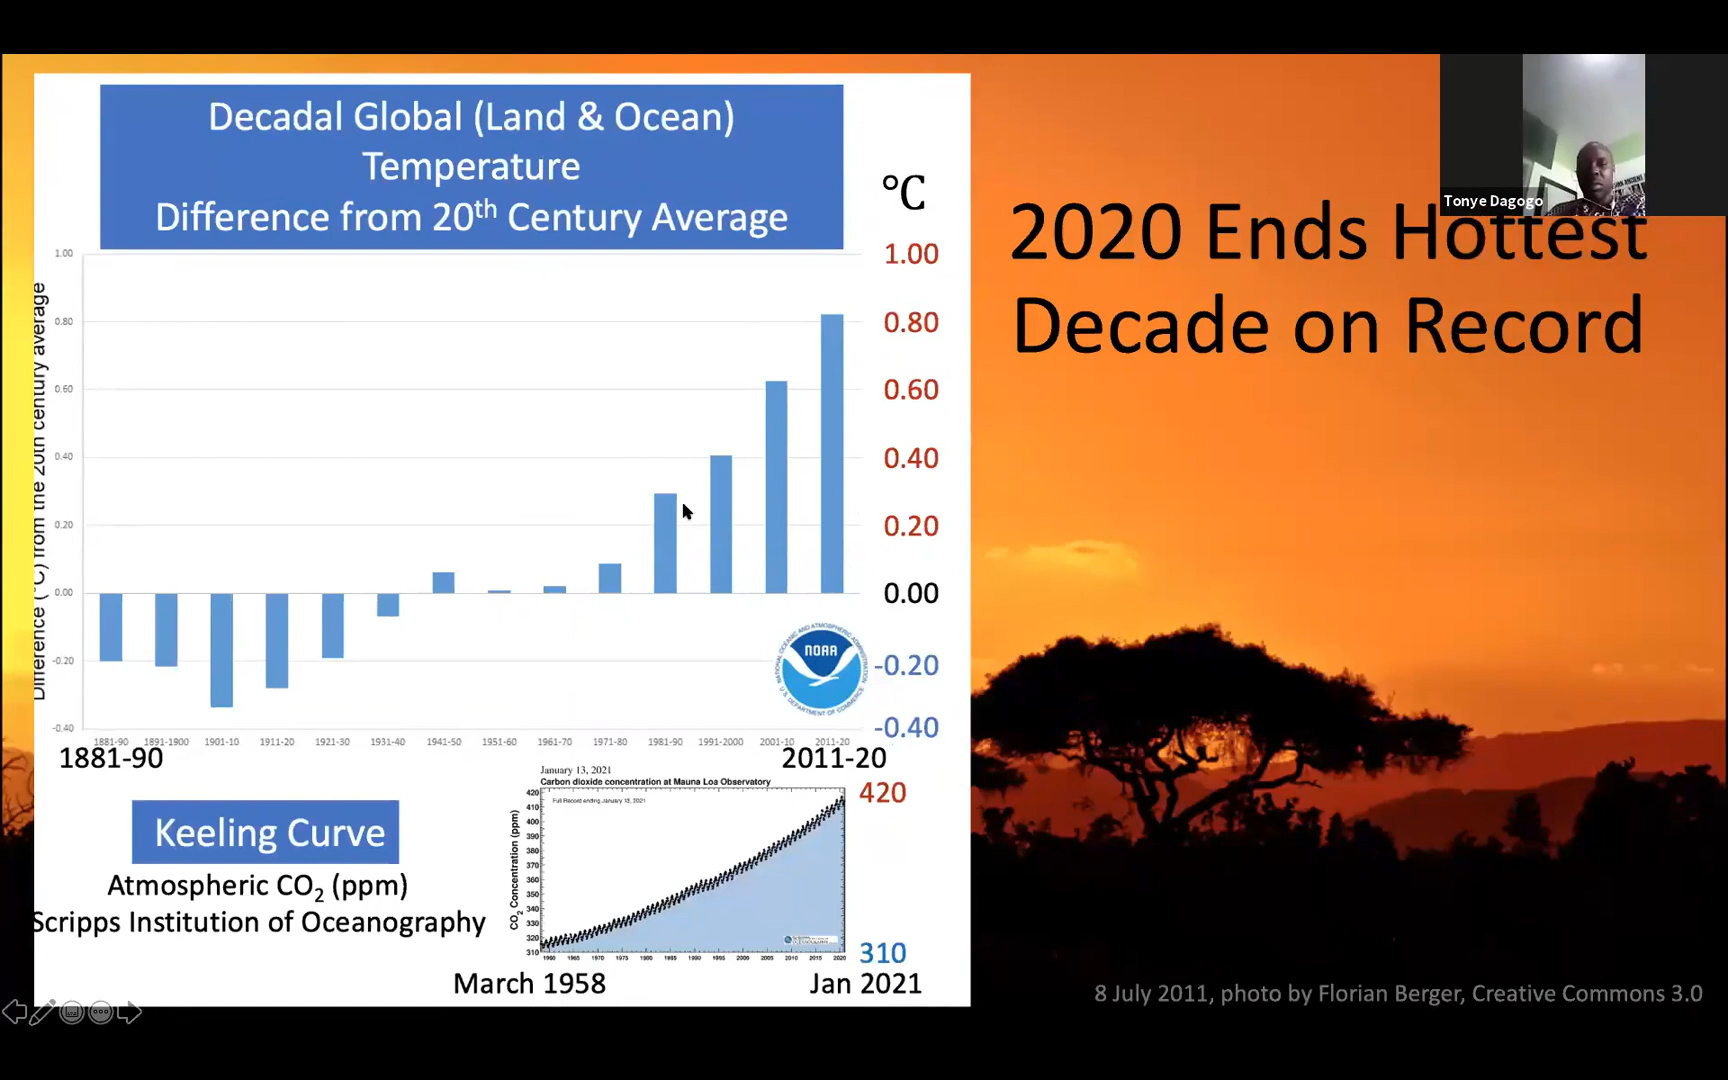 Decadal Global (Land & Ocean)
Temperature
Difference from 20th Century Average
°C
Difference (°C) from the 20th century average
1.00
0.80
0.60
0.40
0.20
0.00
-0.20
-0.40
1.00
0.80
0.60
0.40
0.20
0.00
-0.20
-0.40
1881-90 1891-1900 1901-10 1911-20 1921-30 1931-40 1941-50 1951-60 1961-70 1971-80 1981-90 1991-2000 2001-10 2011-20
1881-90
2011-20
NATIONAL OCEANIC AND ATMOSPHERIC ADMINISTRATION
NOAA
U.S. DEPARTMENT OF COMMERCE
Keeling Curve
Atmospheric CO2 (ppm)
Scripps Institution of Oceanography
January 13, 2021
Carbon dioxide concentration at Mauna Loa Observatory
Full Record ending January 13, 2021
CO2 Concentration (ppm)
420
410
400
390
380
370
360
350
340
330
320
310
1960 1965 1970 1975 1980 1985 1990 1995 2000 2005 2010 2015 2020
420
310
March 1958
Jan 2021
Tonye Dagogo
2020 Ends Hottest
Decade on Record
8 July 2011, photo by Florian Berger, Creative Commons 3.0